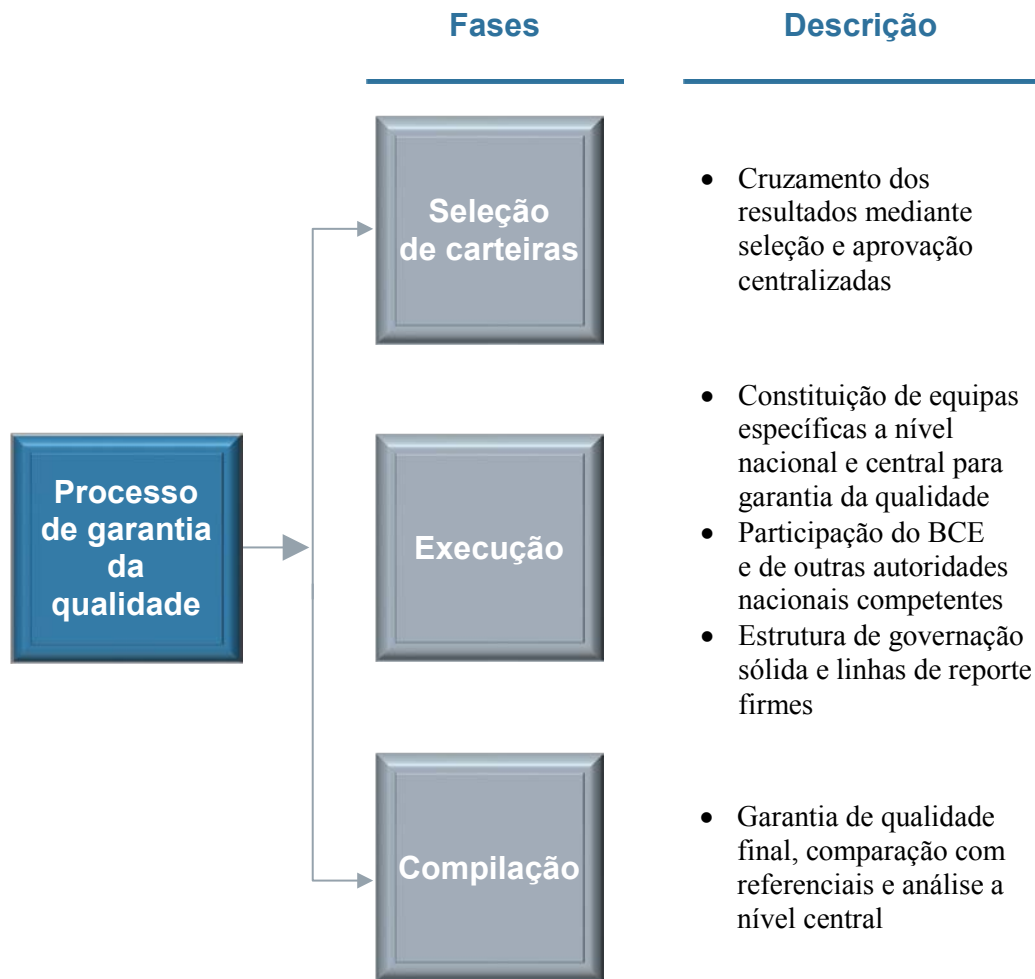 Fases
Descrição
Processo
de garantia
da
qualidade
Seleção
de carteiras
• Cruzamento dos
resultados mediante
seleção e aprovação
centralizadas
Execução
• Constituição de equipas
específicas a nível
nacional e central para
garantia da qualidade
• Participação do BCE
e de outras autoridades
nacionais competentes
• Estrutura de governação
sólida e linhas de reporte
firmes
Compilação
• Garantia de qualidade
final, comparação com
referenciais e análise a
nível central